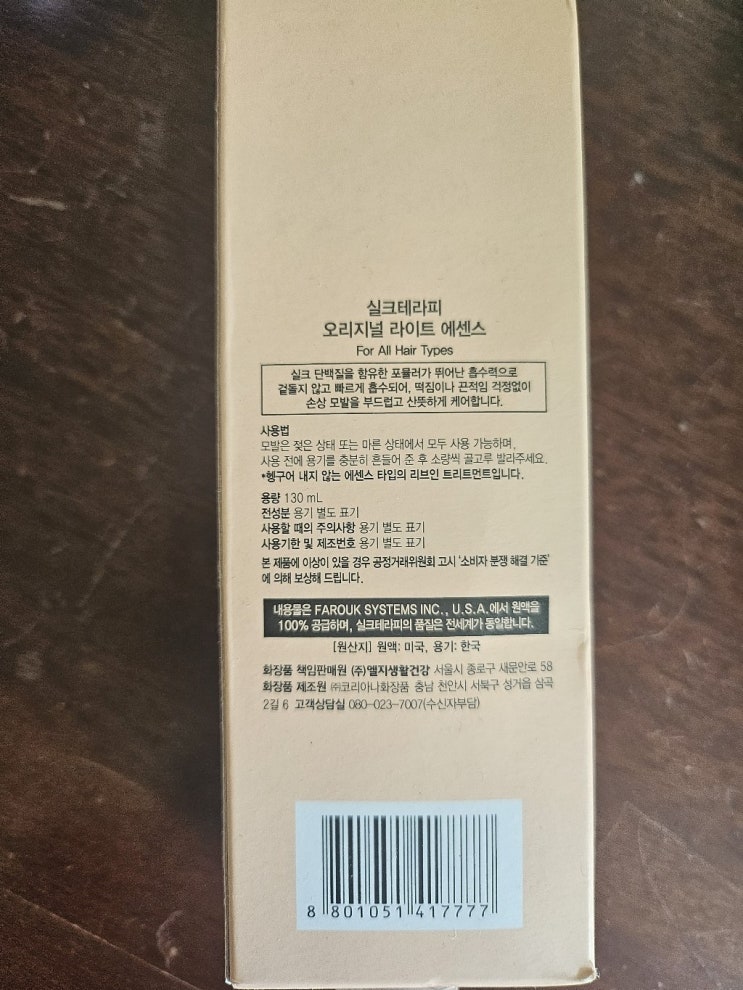 실크테라피
오리지널 라이트 에센스
For All Hair Types
실크 단백질을 함유한 포뮬러가 뛰어난 흡수력으로
겉돌지 않고 빠르게 흡수되어, 떡짐이나 끈적임 걱정없이
손상 모발을 부드럽고 산뜻하게 케어합니다.
사용법
모발은 젖은 상태 또는 마른 상태에서 모두 사용 가능하며,
사용 전에 용기를 충분히 흔들어 준 후 소량씩 골고루 발라주세요.
*헹구어 내지 않는 에센스 타입의 리브인 트리트먼트입니다.
용량 130 mL
전성분 용기 별도 표기
사용할 때의 주의사항 용기 별도 표기
사용기한 및 제조번호 용기 별도 표기
본 제품에 이상이 있을 경우 공정거래위원회 고시 '소비자 분쟁 해결 기준'
에 의해 보상해 드립니다.
내용물은 FAROUK SYSTEMS INC., U.S.A.에서 원액을
100% 공급하며, 실크테라피의 품질은 전세계가 동일합니다.
[원산지] 원액: 미국, 용기: 한국
화장품 책임판매원 (주)엘지생활건강 서울시 종로구 새문안로 58
화장품 제조원 ㈜코리아나화장품 충남 천안시 서북구 성거읍 삼곡
2길 6 고객상담실 080-023-7007(수신자부담)
8 801051 417777